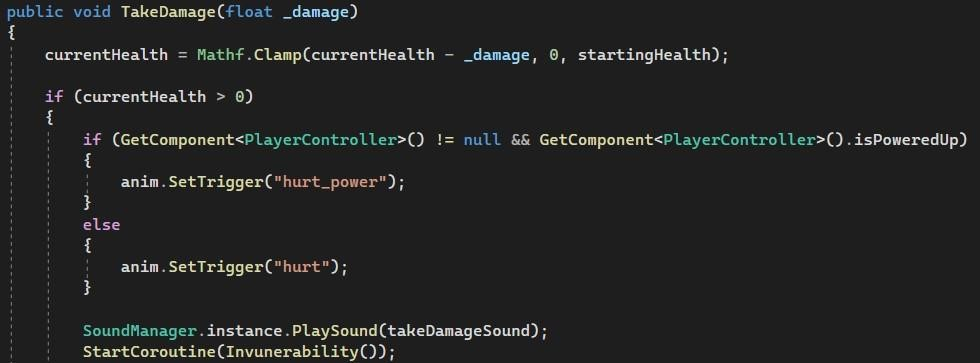 public void TakeDamage(float _damage)
{
    currentHealth = Mathf.Clamp(currentHealth - _damage, 0, startingHealth);

    if (currentHealth > 0)
    {
        if (GetComponent<PlayerController>() != null && GetComponent<PlayerController>().isPoweredUp)
        {
            anim.SetTrigger("hurt_power");
        }
        else
        {
            anim.SetTrigger("hurt");
        }

        SoundManager.instance.PlaySound(takeDamageSound);
        StartCoroutine(Invunerability());